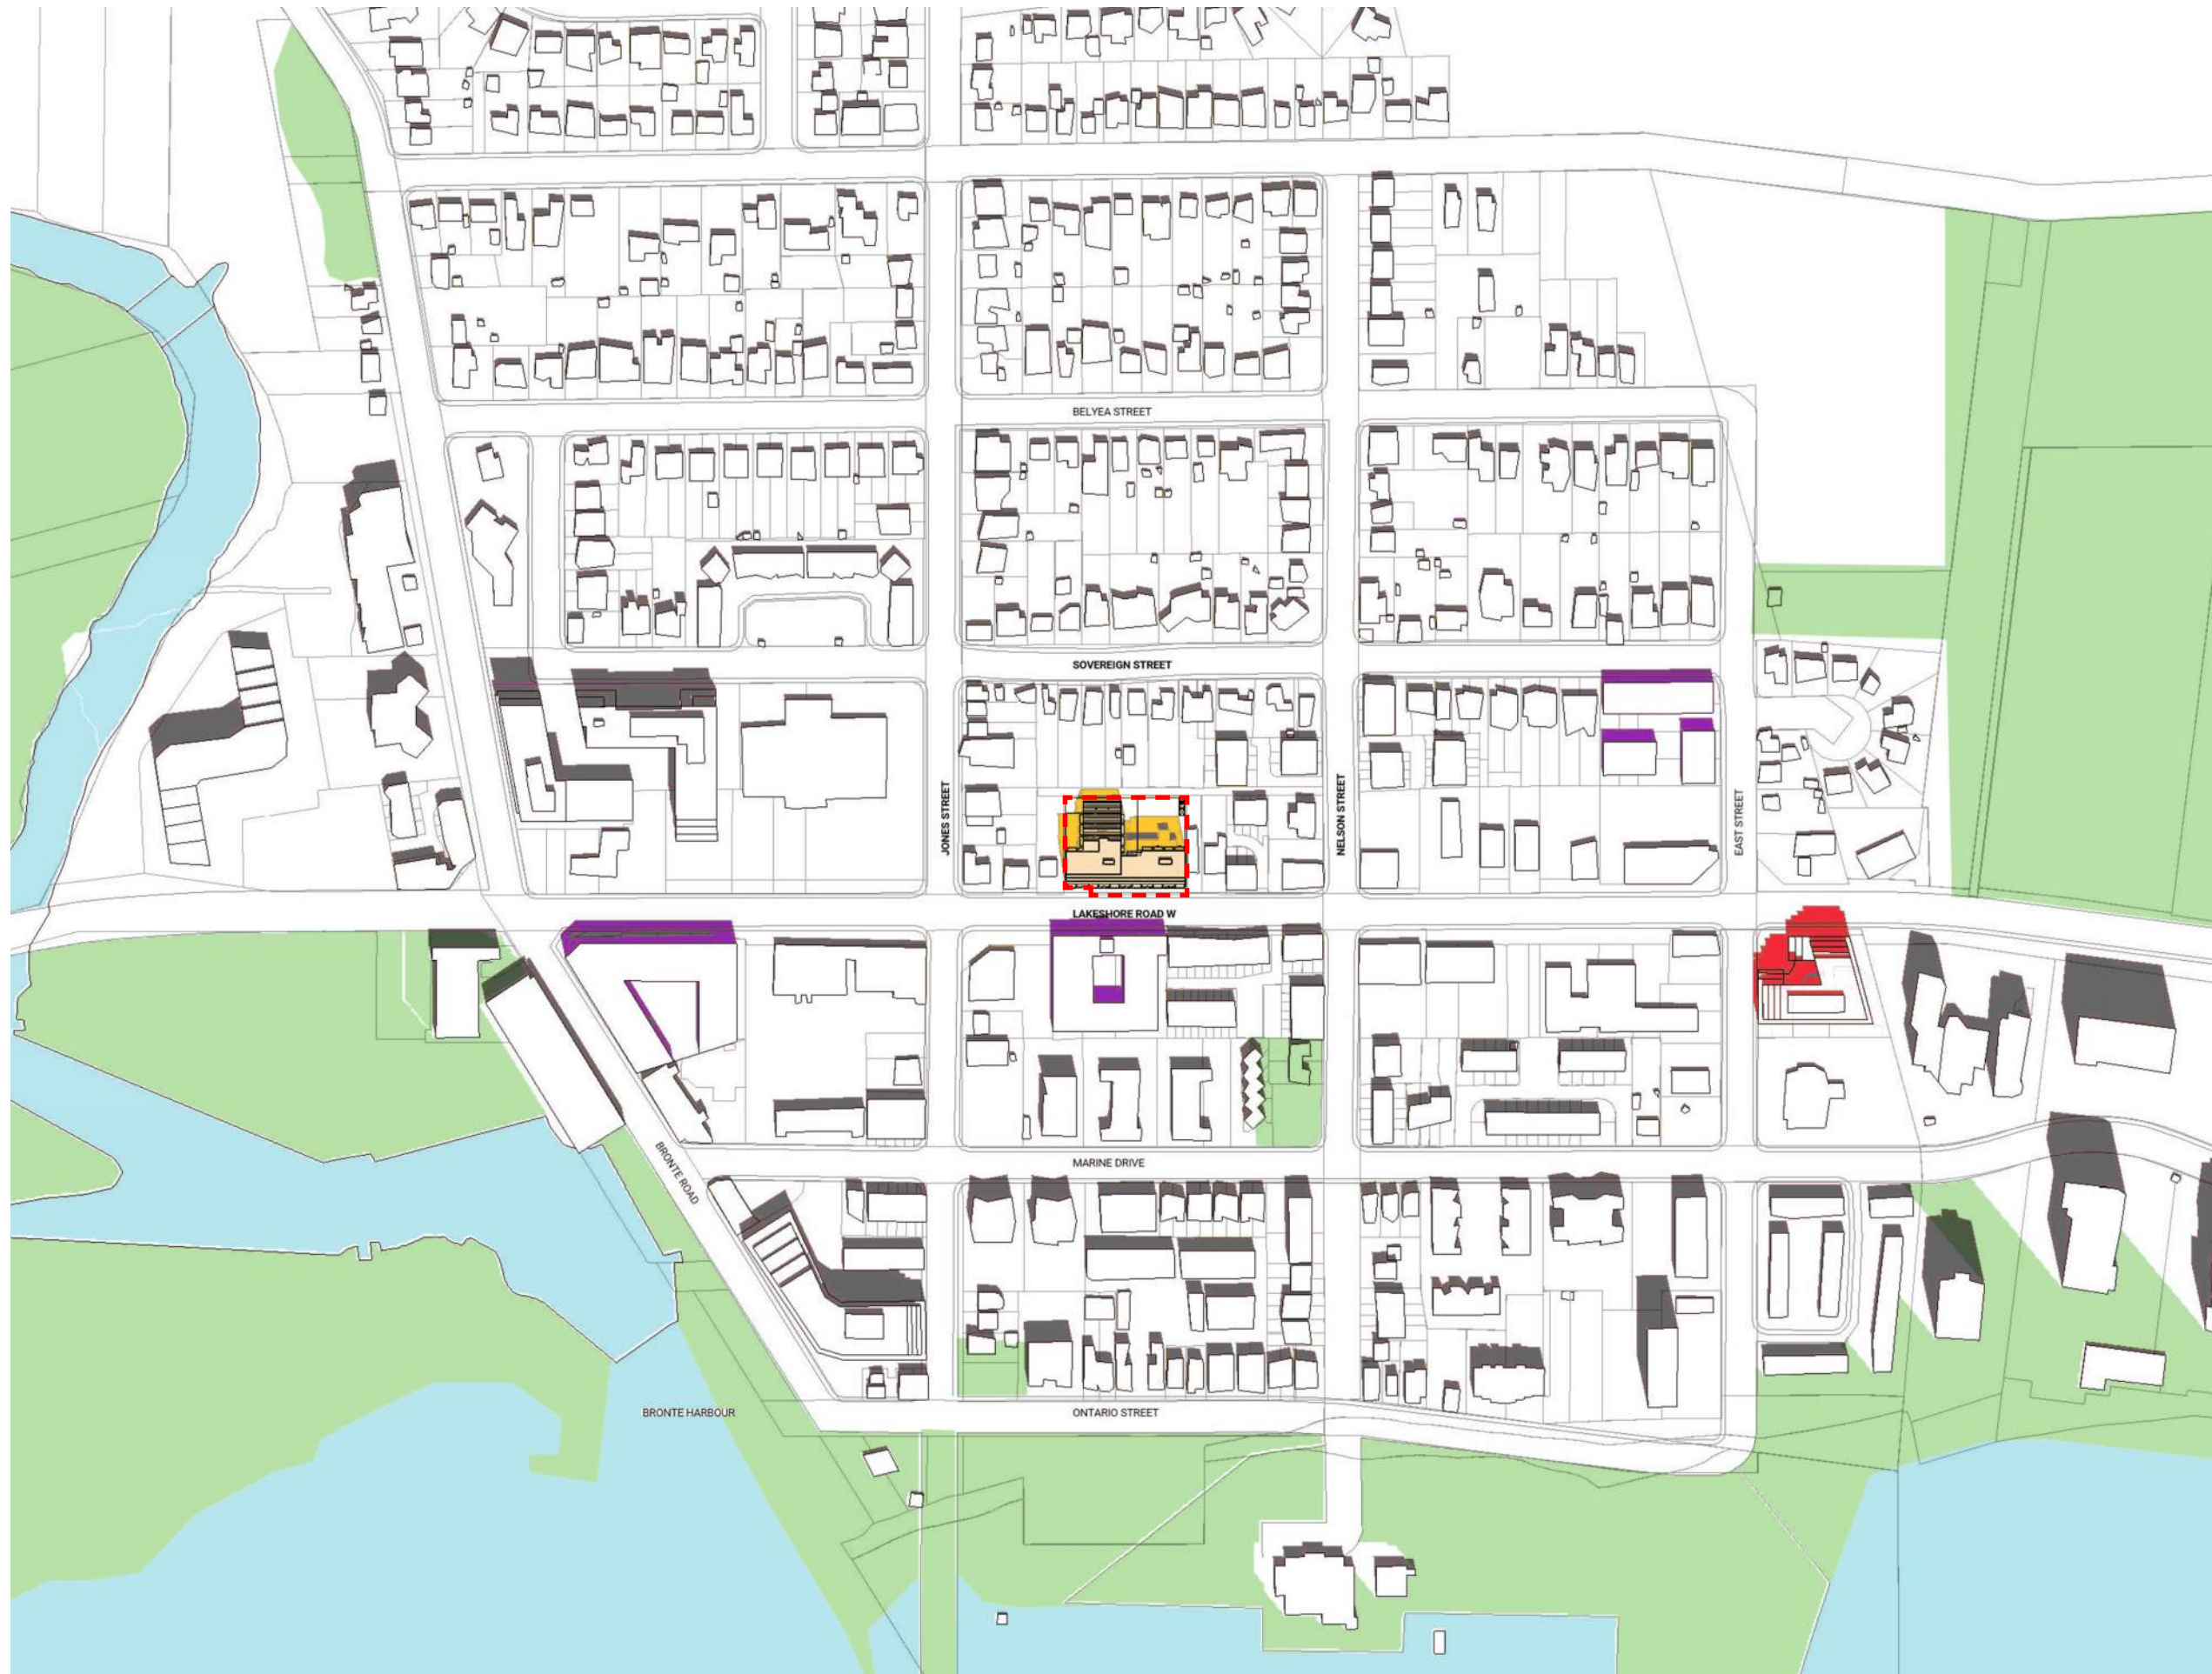 BELYEA STREET
SOVEREIGN STREET
JONES STREET
NELSON STREET
EAST STREET
LAKESHORE ROAD W
BRONTE ROAD
MARINE DRIVE
BRONTE HARBOUR
ONTARIO STREET